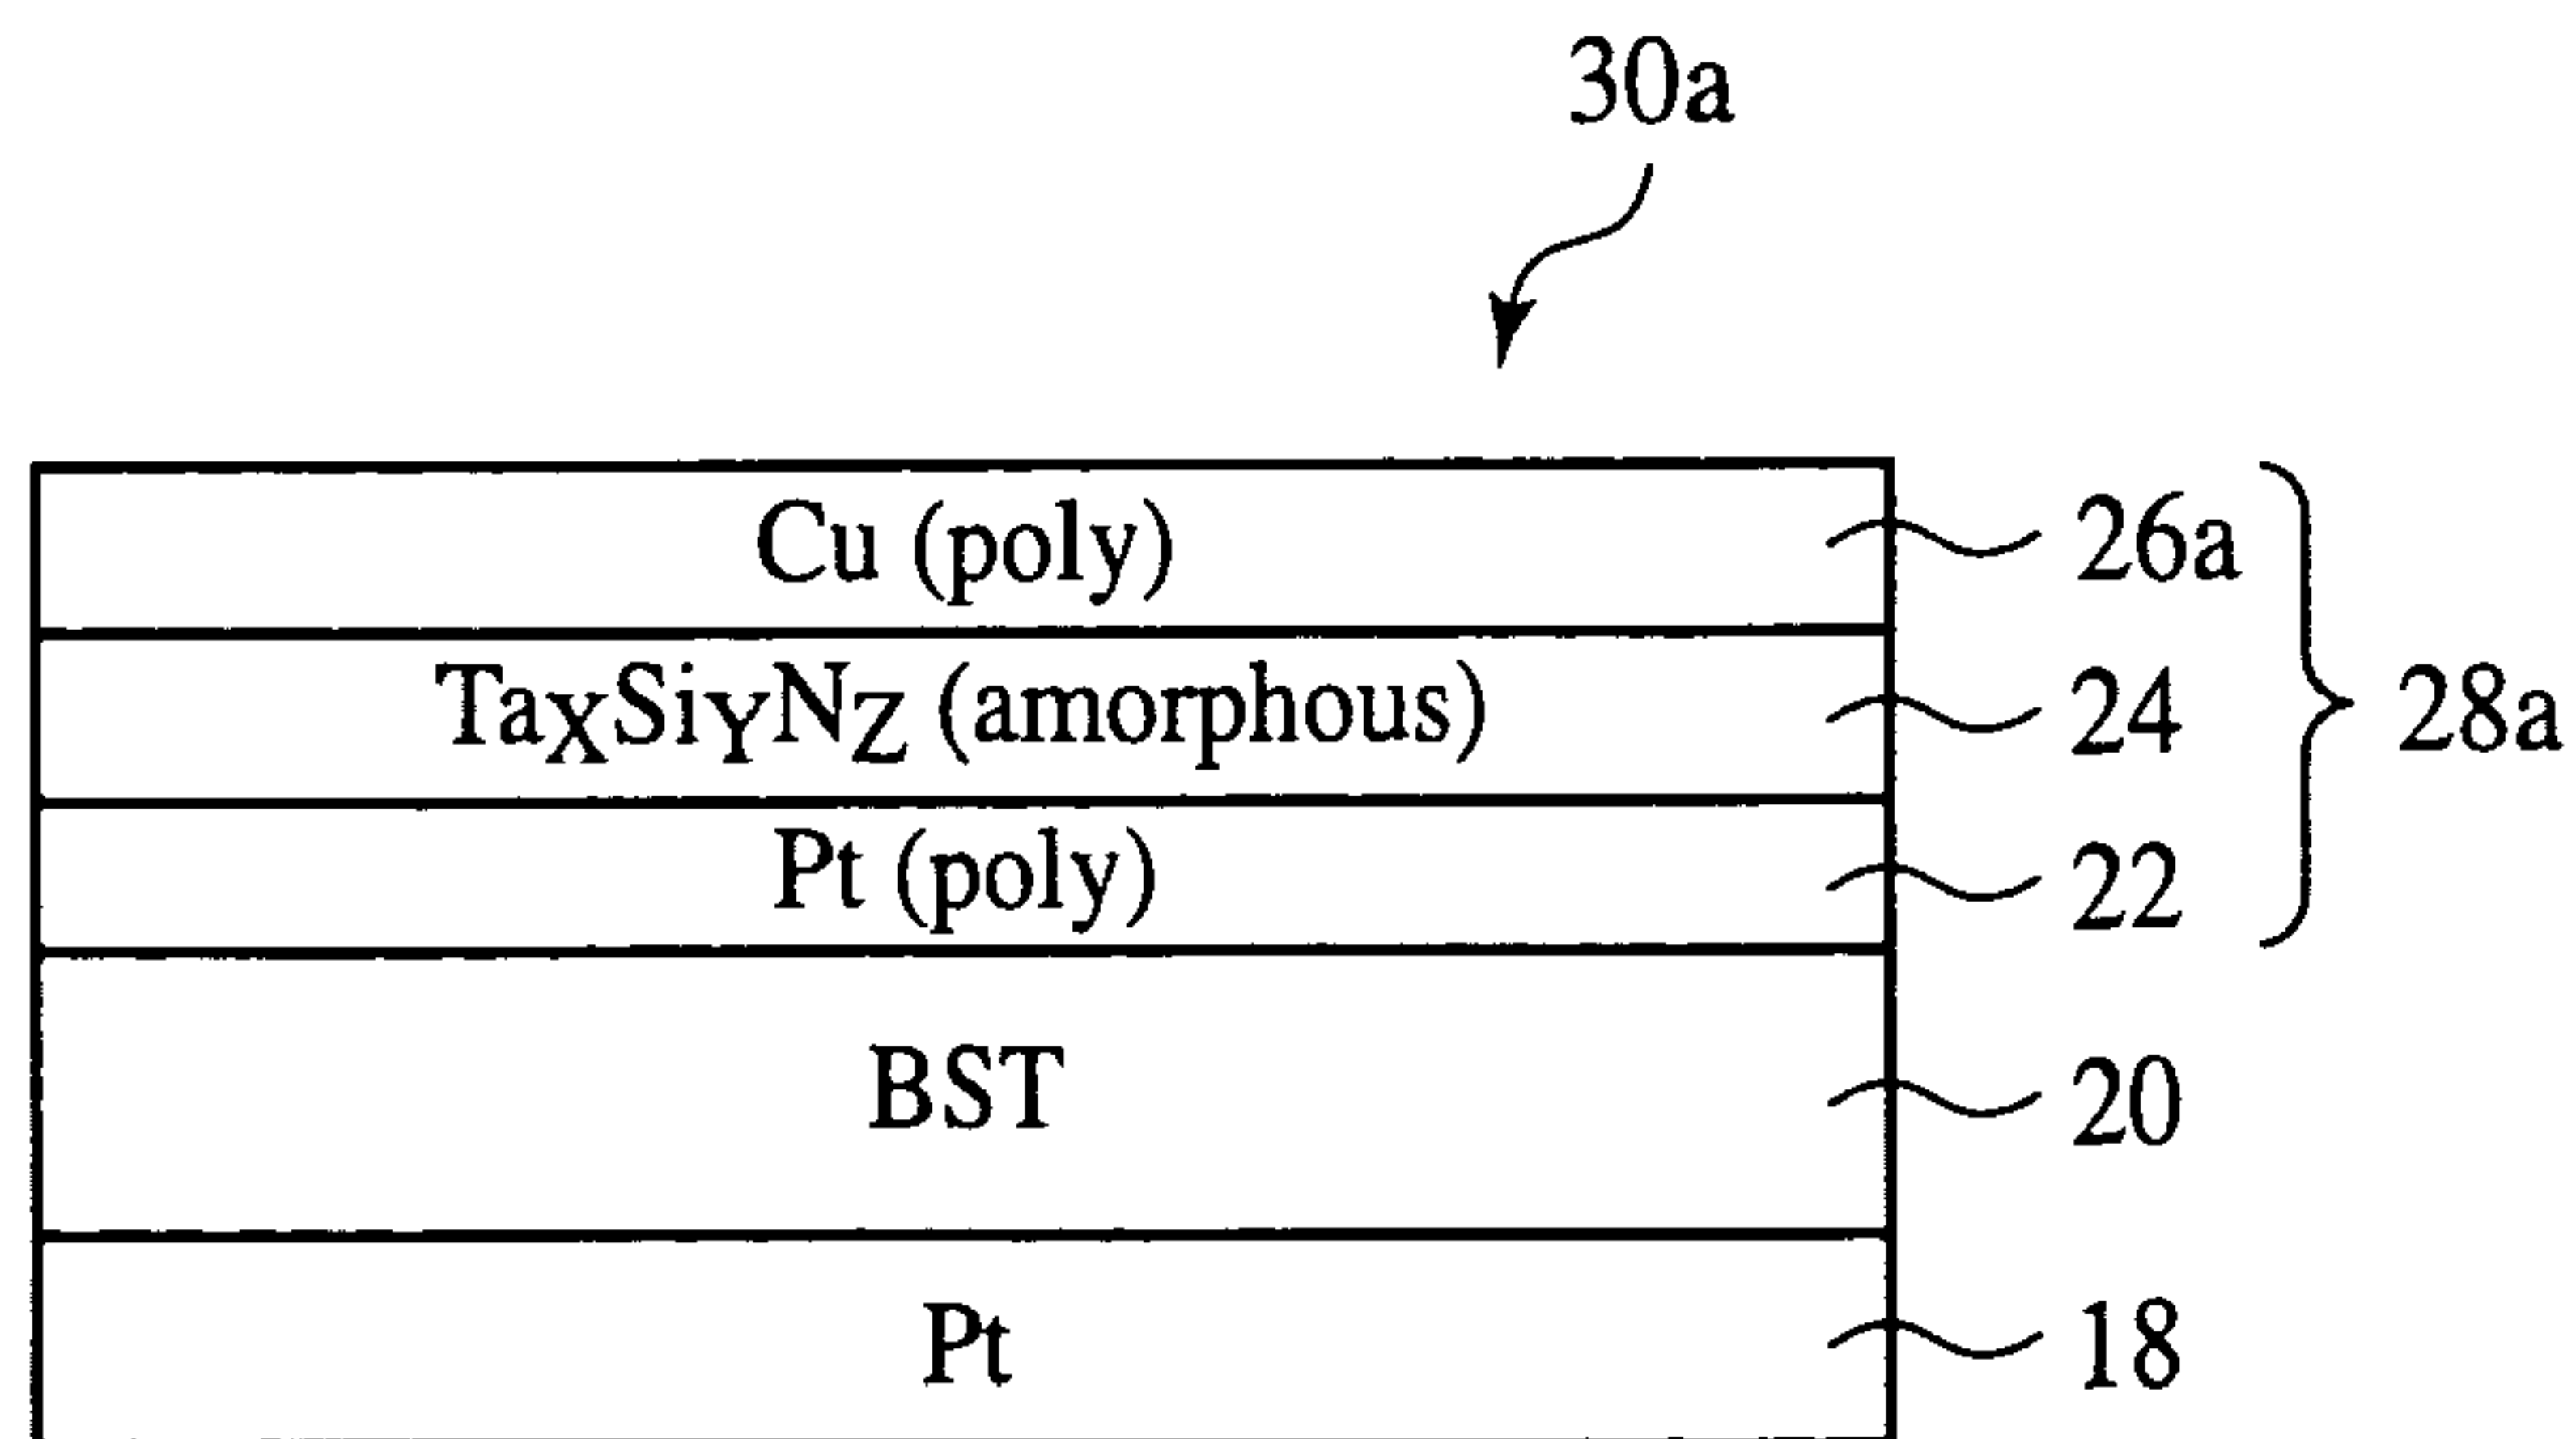 30a
Cu (poly) 26a
TaXSiYNZ (amorphous) 24 28a
Pt (poly) 22
BST 20
Pt 18